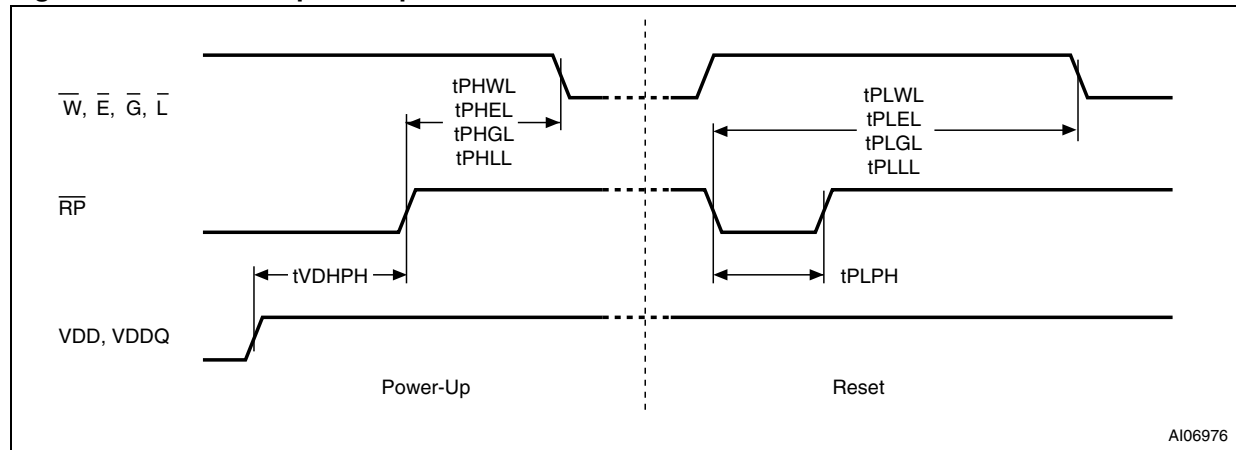 W, E, G, L
tPHWL
tPHEL
tPHGL
tPHLL
tPLWL
tPLEL
tPLGL
tPLLL
RP
tVDHPH
tPLPH
VDD, VDDQ
Power-Up
Reset
AI06976